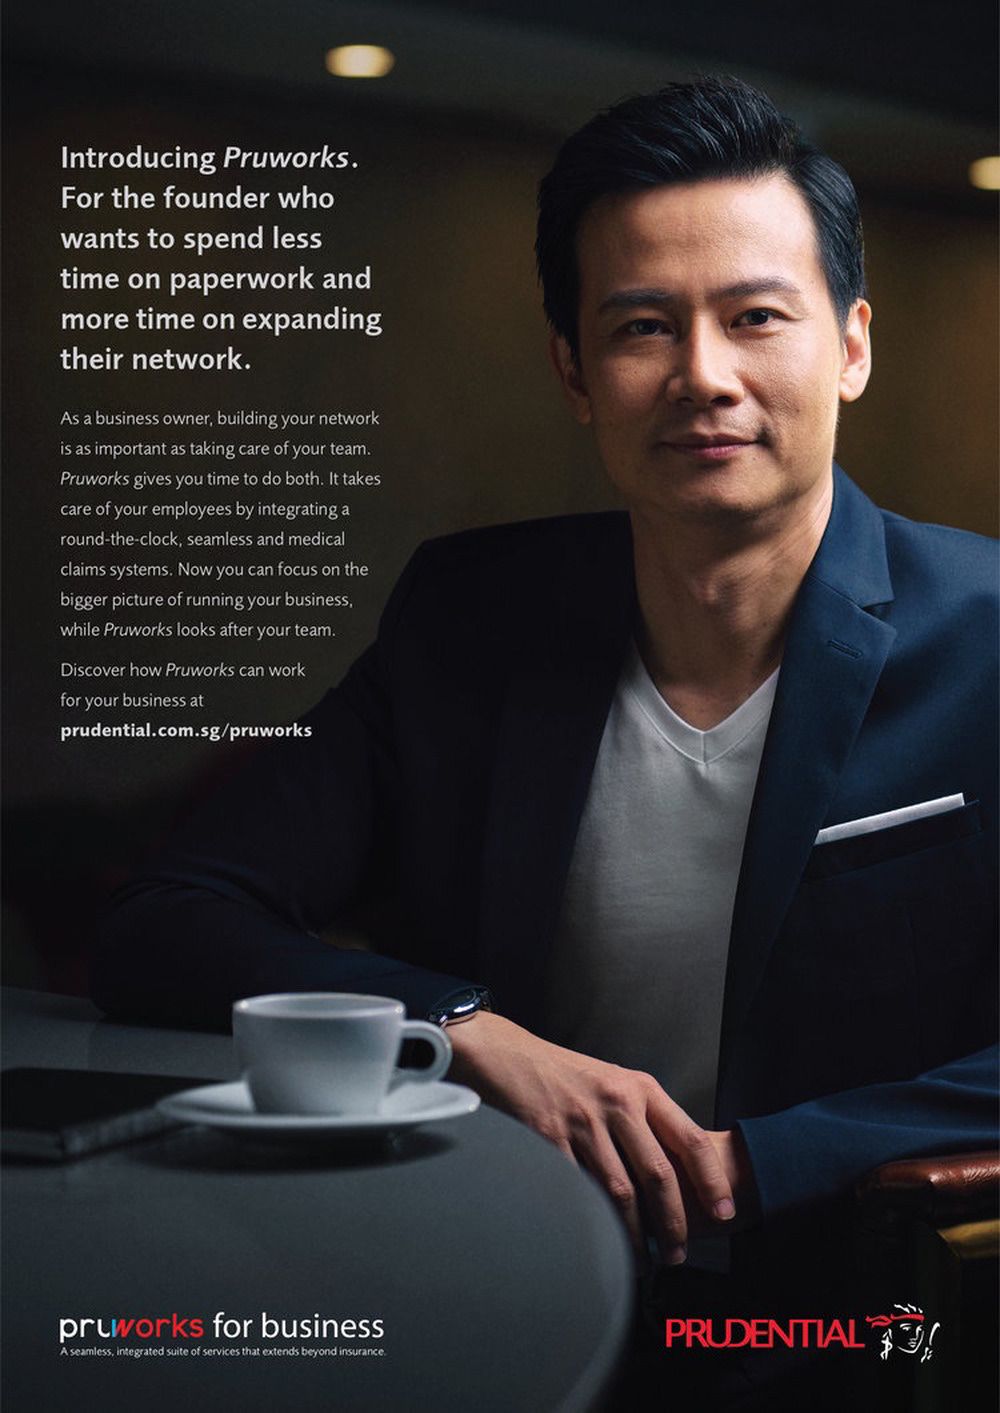 Introducing Pruworks.
For the founder who
wants to spend less
time on paperwork and
more time on expanding
their network.
As a business owner, building your network
is as important as taking care of your team.
Pruworks gives you time to do both. It takes
care of your employees by integrating a
round-the-clock, seamless and medical
claims systems. Now you can focus on the
bigger picture of running your business,
while Pruworks looks after your team.
Discover how Pruworks can work
for your business at
prudential.com.sg/pruworks
pruworks for business
A seamless, integrated suite of services that extends beyond insurance.
PRUDENTIAL